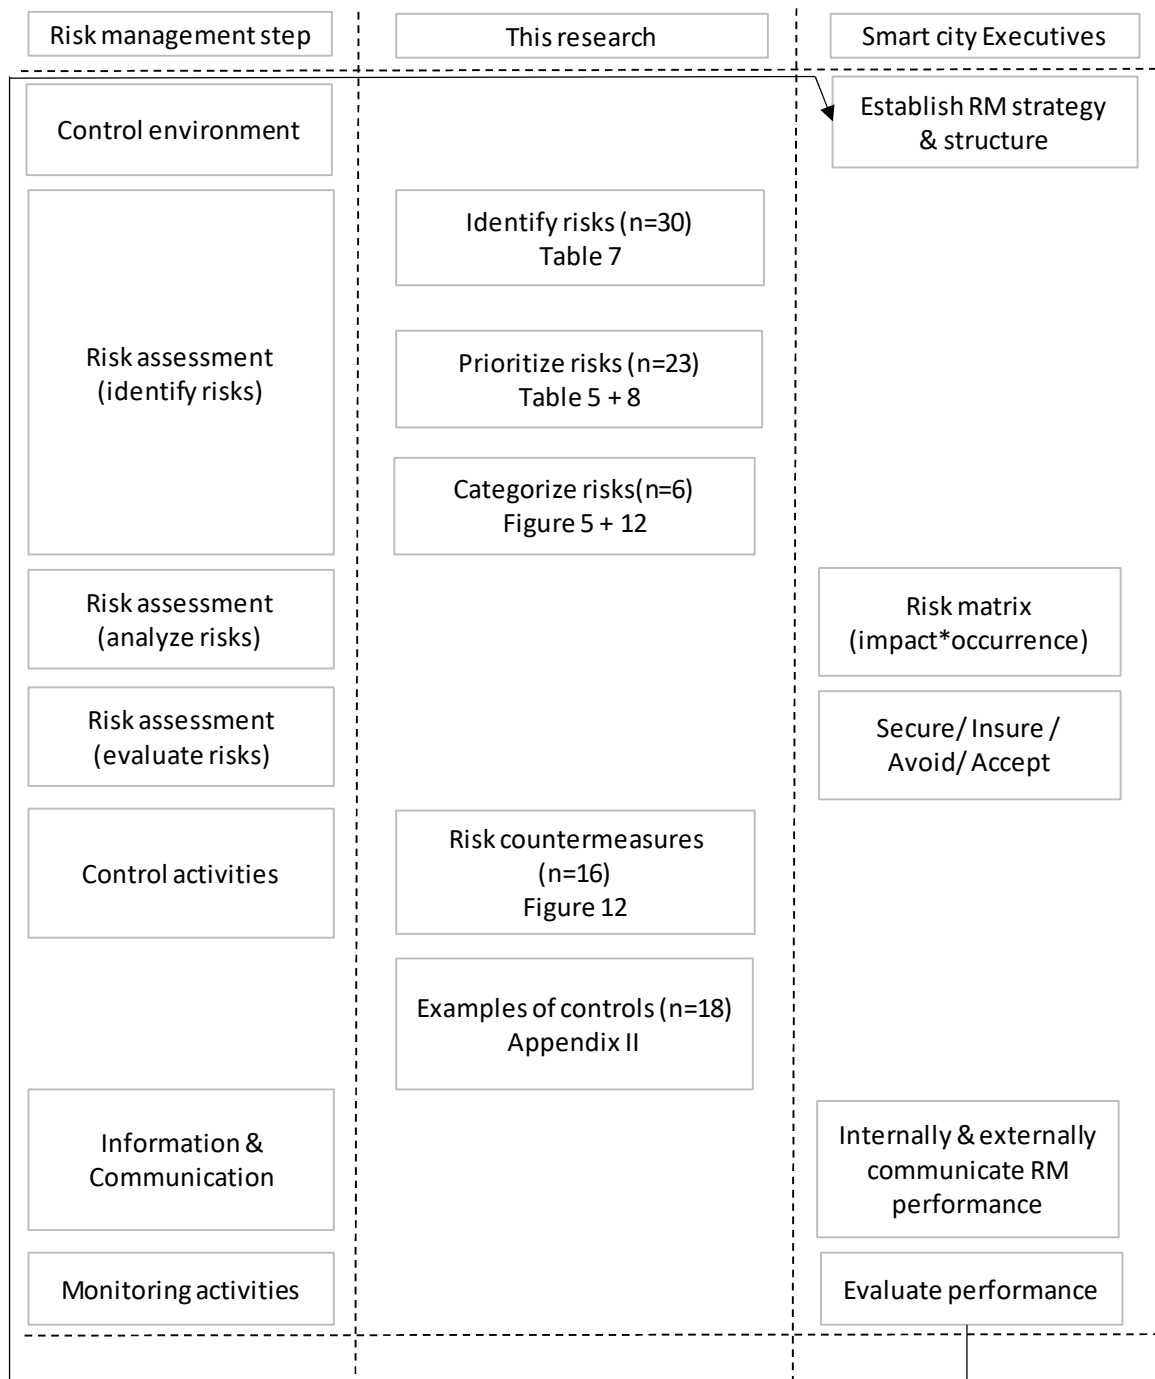 Risk management step
This research
Smart city Executives
Control environment
Establish RM strategy
& structure
Risk assessment
(identify risks)
Identify risks (n=30)
Table 7
Prioritize risks (n=23)
Table 5 + 8
Categorize risks(n=6)
Figure 5 + 12
Risk assessment
(analyze risks)
Risk matrix
(impact*occurrence)
Risk assessment
(evaluate risks)
Secure/ Insure /
Avoid/ Accept
Control activities
Risk countermeasures
(n=16)
Figure 12
Examples of controls (n=18)
Appendix II
Information &
Communication
Internally & externally
communicate RM
performance
Monitoring activities
Evaluate performance